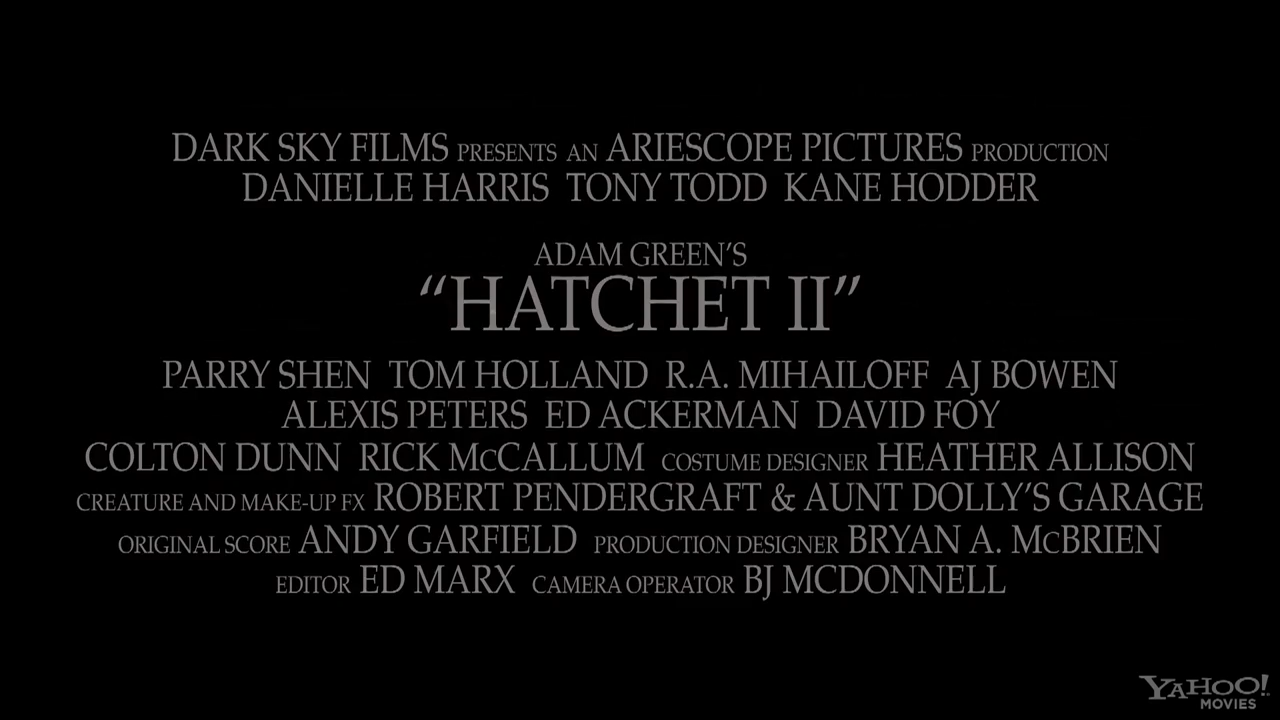 DARK SKY FILMS PRESENTS AN ARIESCOPE PICTURES PRODUCTION
DANIELLE HARRIS TONY TODD KANE HODDER
ADAM GREEN'S
“HATCHET II”
PARRY SHEN TOM HOLLAND R.A. MIHAILOFF AJ BOWEN
ALEXIS PETERS ED ACKERMAN DAVID FOY
COLTON DUNN RICK McCALLUM COSTUME DESIGNER HEATHER ALLISON
CREATURE AND MAKE-UP FX ROBERT PENDERGRAFT & AUNT DOLLY'S GARAGE
ORIGINAL SCORE ANDY GARFIELD PRODUCTION DESIGNER BRYAN A. McBRIEN
EDITOR ED MARX CAMERA OPERATOR BJ MCDONNELL
YAHOO!
MOVIES